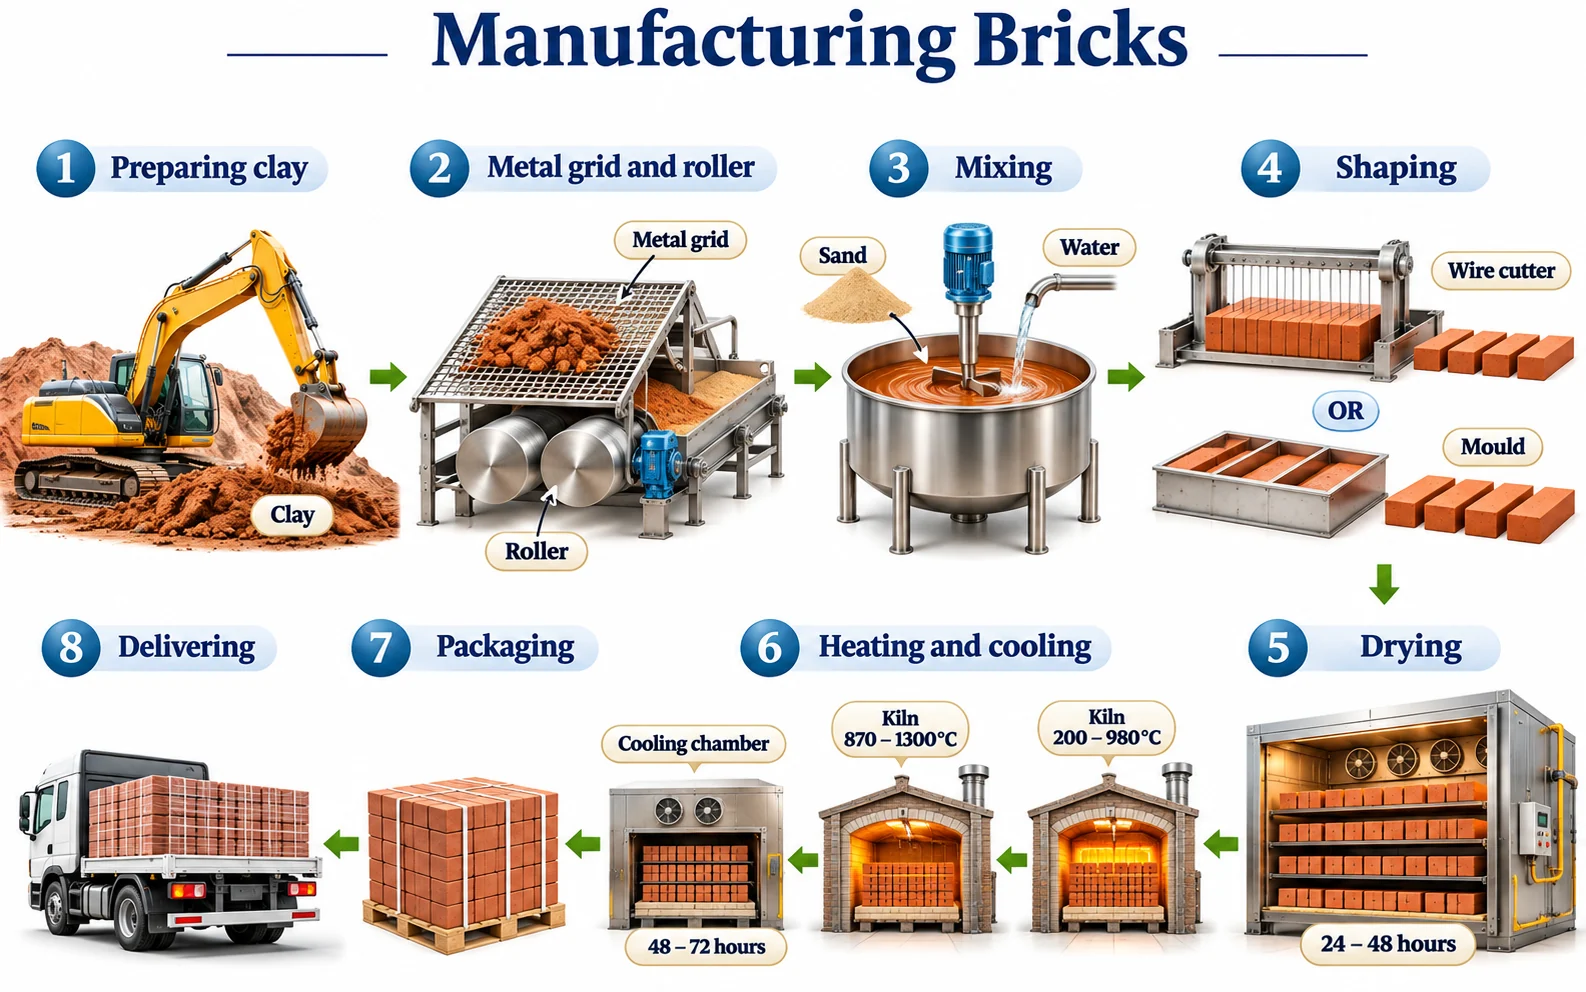 Manufacturing Bricks
1 Preparing clay
2 Metal grid and roller
3 Mixing
4 Shaping
Clay
Metal grid
Roller
Sand
Water
Wire cutter
OR
Mould
8 Delivering
7 Packaging
6 Heating and cooling
5 Drying
Cooling chamber
48 – 72 hours
Kiln
870 – 1300°C
Kiln
200 – 980°C
24 – 48 hours